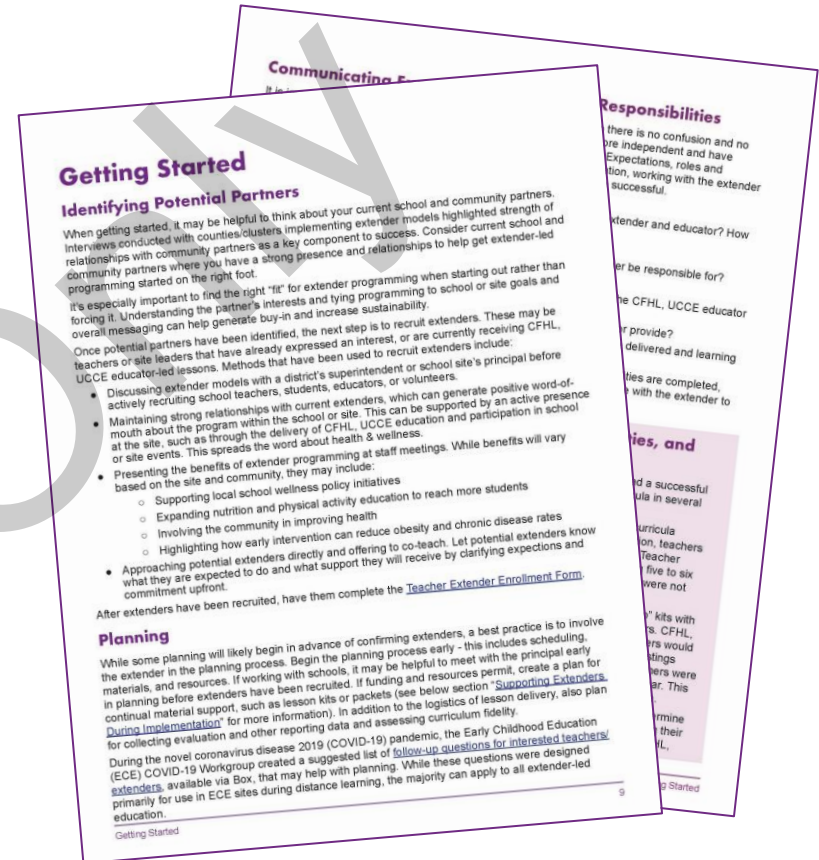 Communicating
Getting Started
Identifying Potential Partners
When getting started, it may be helpful to think about your current school and community partners.
Interviews conducted with counties/clusters implementing extender models highlighted strength of
relationships with community partners as a key component to success. Consider current school and
community partners where you have a strong presence and relationships to help get extender-led
programming started on the right foot.
It's especially important to find the right "fit" for extender programming when starting out rather than
forcing it. Understanding the partner's interests and tying programming to school or site goals and
overall messaging can help generate buy-in and increase sustainability.
Once potential partners have been identified, the next step is to recruit extenders. These may be
teachers or site leaders that have already expressed an interest, or are currently receiving CFHL,
UCCE educator-led lessons. Methods that have been used to recruit extenders include:
• Discussing extender models with a district's superintendent or school site's principal before
actively recruiting school teachers, students, educators, or volunteers.
• Maintaining strong relationships with current extenders, which can generate positive word-of-
mouth about the program within the school or site. This can be supported by an active presence
at the site, such as through the delivery of CFHL, UCCE education and participation in school
or site events. This spreads the word about health & wellness.
• Presenting the benefits of extender programming at staff meetings. While benefits will vary
based on the site and community, they may include:
○ Supporting local school wellness policy initiatives
○ Expanding nutrition and physical activity education to reach more students
○ Involving the community in improving health
○ Highlighting how early intervention can reduce obesity and chronic disease rates
• Approaching potential extenders directly and offering to co-teach. Let potential extenders know
what they are expected to do and what support they will receive by clarifying expections and
commitment upfront.
After extenders have been recruited, have them complete the Teacher Extender Enrollment Form.
Planning
While some planning will likely begin in advance of confirming extenders, a best practice is to involve
the extender in the planning process. Begin the planning process early - this includes scheduling,
materials, and resources. If working with schools, it may be helpful to meet with the principal early
in planning before extenders have been recruited. If funding and resources permit, create a plan for
continual material support, such as lesson kits or packets (see below section "Supporting Extenders
During Implementation" for more information). In addition to the logistics of lesson delivery, also plan
for collecting evaluation and other reporting data and assessing curriculum fidelity.
During the novel coronavirus disease 2019 (COVID-19) pandemic, the Early Childhood Education
(ECE) COVID-19 Workgroup created a suggested list of follow-up questions for interested teachers/
extenders, available via Box, that may help with planning. While these questions were designed
primarily for use in ECE sites during distance learning, the majority can apply to all extender-led
education.
Getting Started 9
Responsibilities
there is no confusion and no
ore independent and have
Expectations, roles and
tion, working with the extender
successful.
xtender and educator? How
er be responsible for?
he CFHL, UCCE educator
or provide?
delivered and learning
ties are completed,
with the extender to
ies, and
d a successful
ula in several
urricula
on, teachers
Teacher
five to six
were not
" kits with
rs. CFHL,
ers would
stings
hers were
ar. This
ermine
their
HL,
g Started
Only